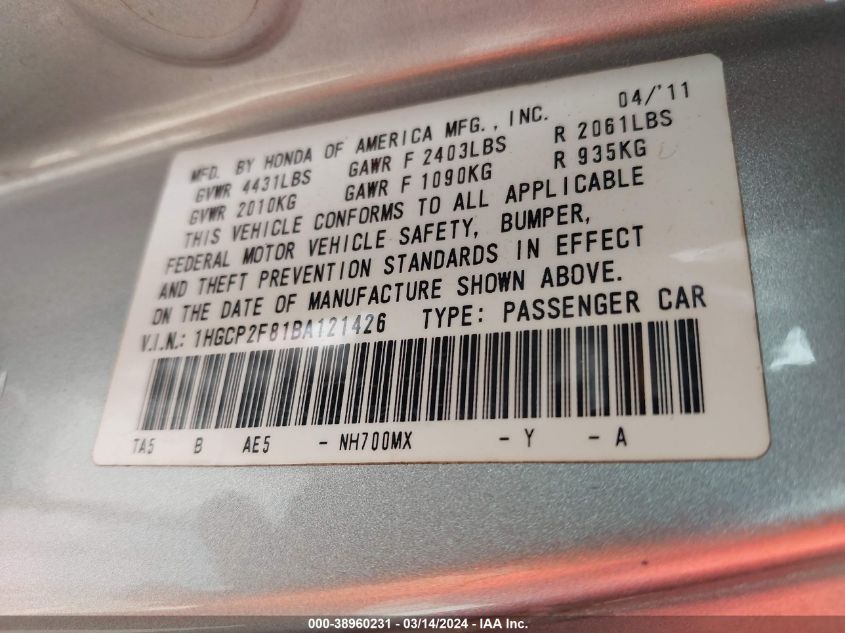 04/'11
MFD. BY HONDA OF AMERICA MFG., INC.
GVWR 4431LBS GAWR F 2403LBS R 2061LBS
GVWR 2010KG GAWR F 1090KG R 935KG
THIS VEHICLE CONFORMS TO ALL APPLICABLE
FEDERAL MOTOR VEHICLE SAFETY, BUMPER,
AND THEFT PREVENTION STANDARDS IN EFFECT
ON THE DATE OF MANUFACTURE SHOWN ABOVE.
V.I.N.: 1HGCP2F81BA121426 TYPE: PASSENGER CAR
TA5 B AE5 - NH700MX - Y - A
000-38960231 - 03/14/2024 - IAA Inc.